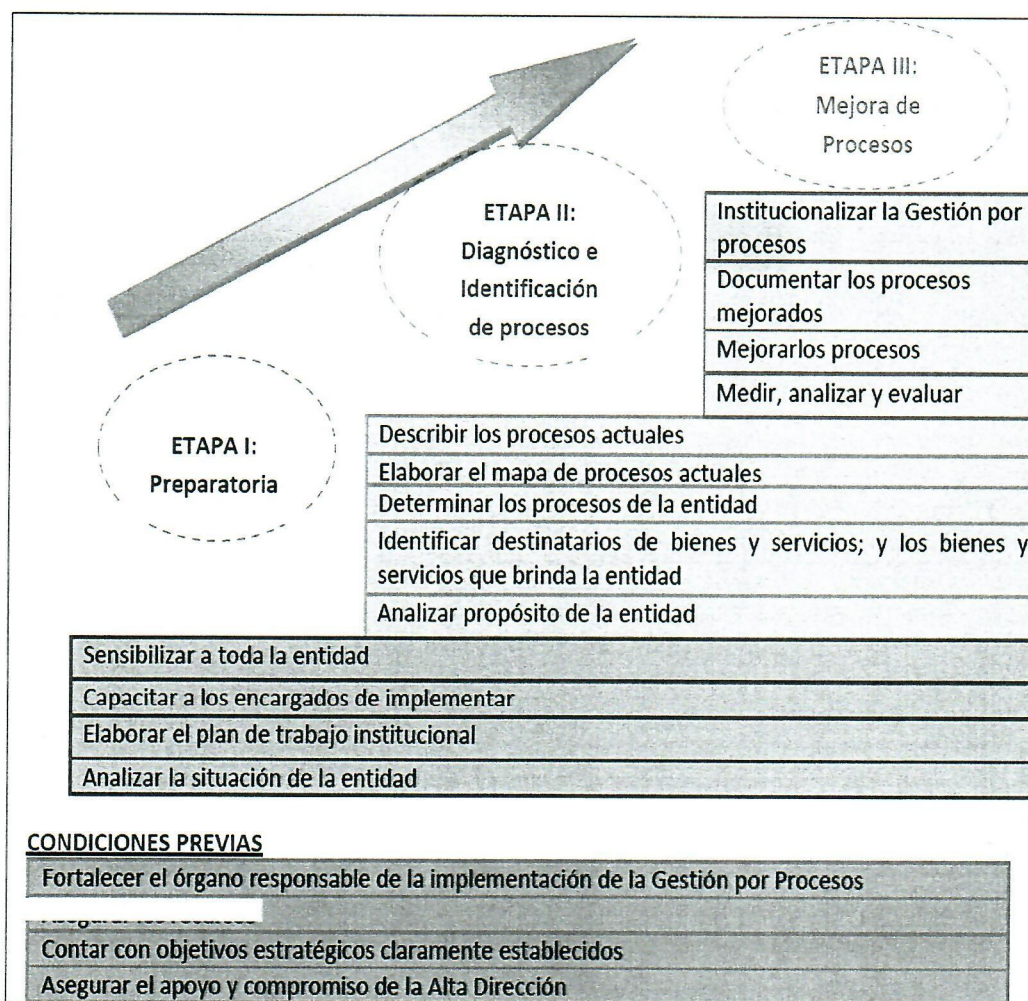 ETAPA III:
Mejora de
Procesos
ETAPA II:
Diagnóstico e
Identificación
de procesos
Institucionalizar la Gestión por
procesos
Documentar los procesos
mejorados
Mejorarlos procesos
Medir, analizar y evaluar
ETAPA I:
Preparatoria
Describir los procesos actuales
Elaborar el mapa de procesos actuales
Determinar los procesos de la entidad
Identificar destinatarios de bienes y servicios; y los bienes y
servicios que brinda la entidad
Analizar propósito de la entidad
Sensibilizar a toda la entidad
Capacitar a los encargados de implementar
Elaborar el plan de trabajo institucional
Analizar la situación de la entidad
CONDICIONES PREVIAS
Fortalecer el órgano responsable de la implementación de la Gestión por Procesos
Contar con objetivos estratégicos claramente establecidos
Asegurar el apoyo y compromiso de la Alta Dirección